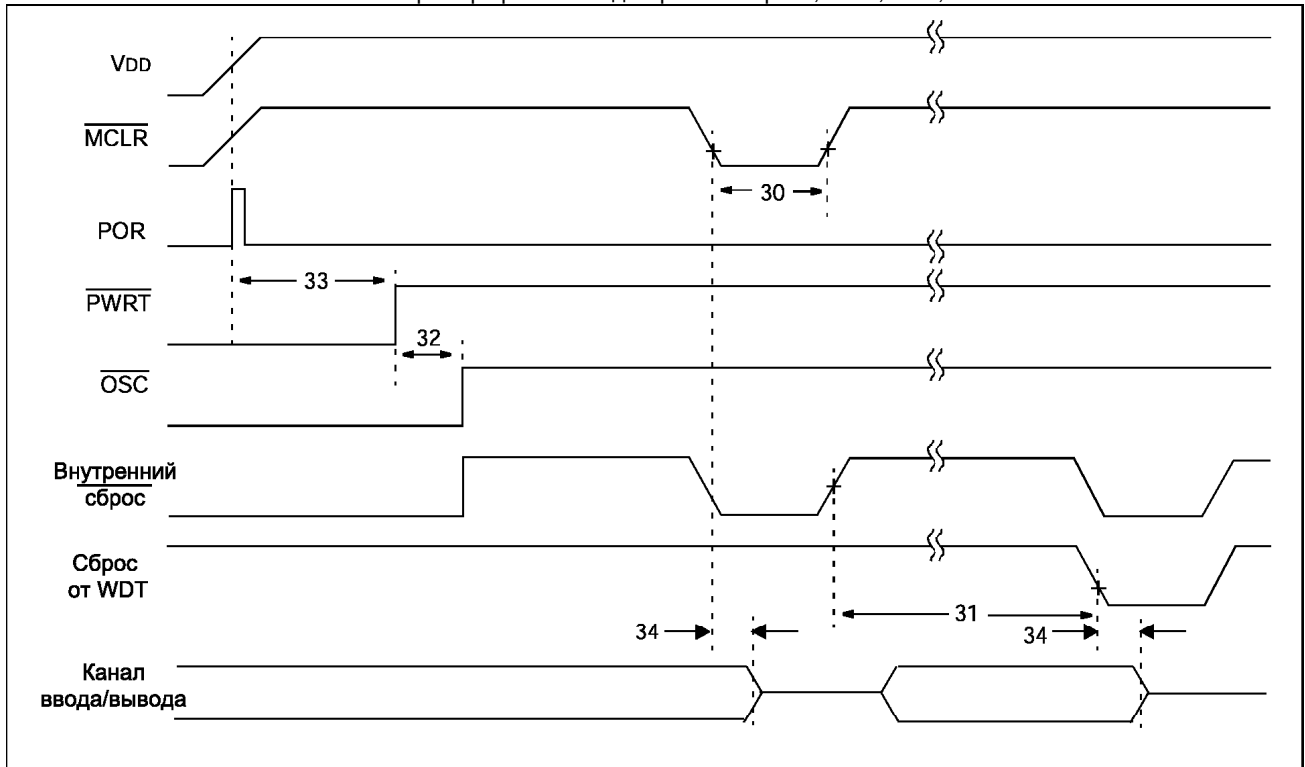 VDD
MCLR
30
POR
33
PWRT
32
OSC
Внутренний
сброс
Сброс
от WDT
31
34
34
Канал
ввода/вывода